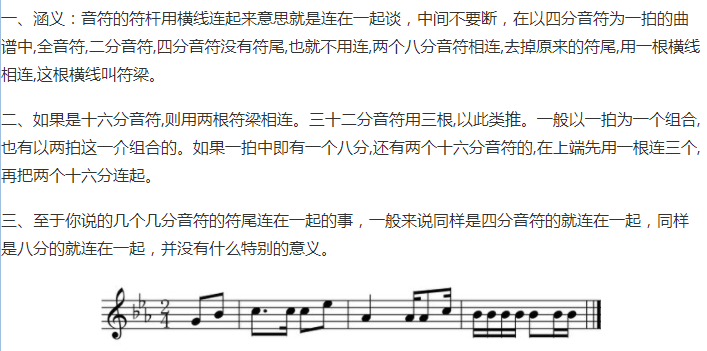 一、涵义：音符的符杆用横线连起来意思就是连在一起谈，中间不要断，在以四分音符为一拍的曲
谱中,全音符,二分音符,四分音符没有符尾,也就不用连,两个八分音符相连,去掉原来的符尾,用一根横线
相连,这根横线叫符梁。
二、如果是十六分音符,则用两根符梁相连。三十二分音符用三根,以此类推。一般以一拍为一个组合,
也有以两拍这一介组合的。如果一拍中即有一个八分,还有两个十六分音符的,在上端先用一根连三个,
再把两个十六分连起。
三、至于你说的几个几分音符的符尾连在一起的事，一般来说同样是四分音符的就连在一起，同样
是八分的就连在一起，并没有什么特别的意义。
2
4